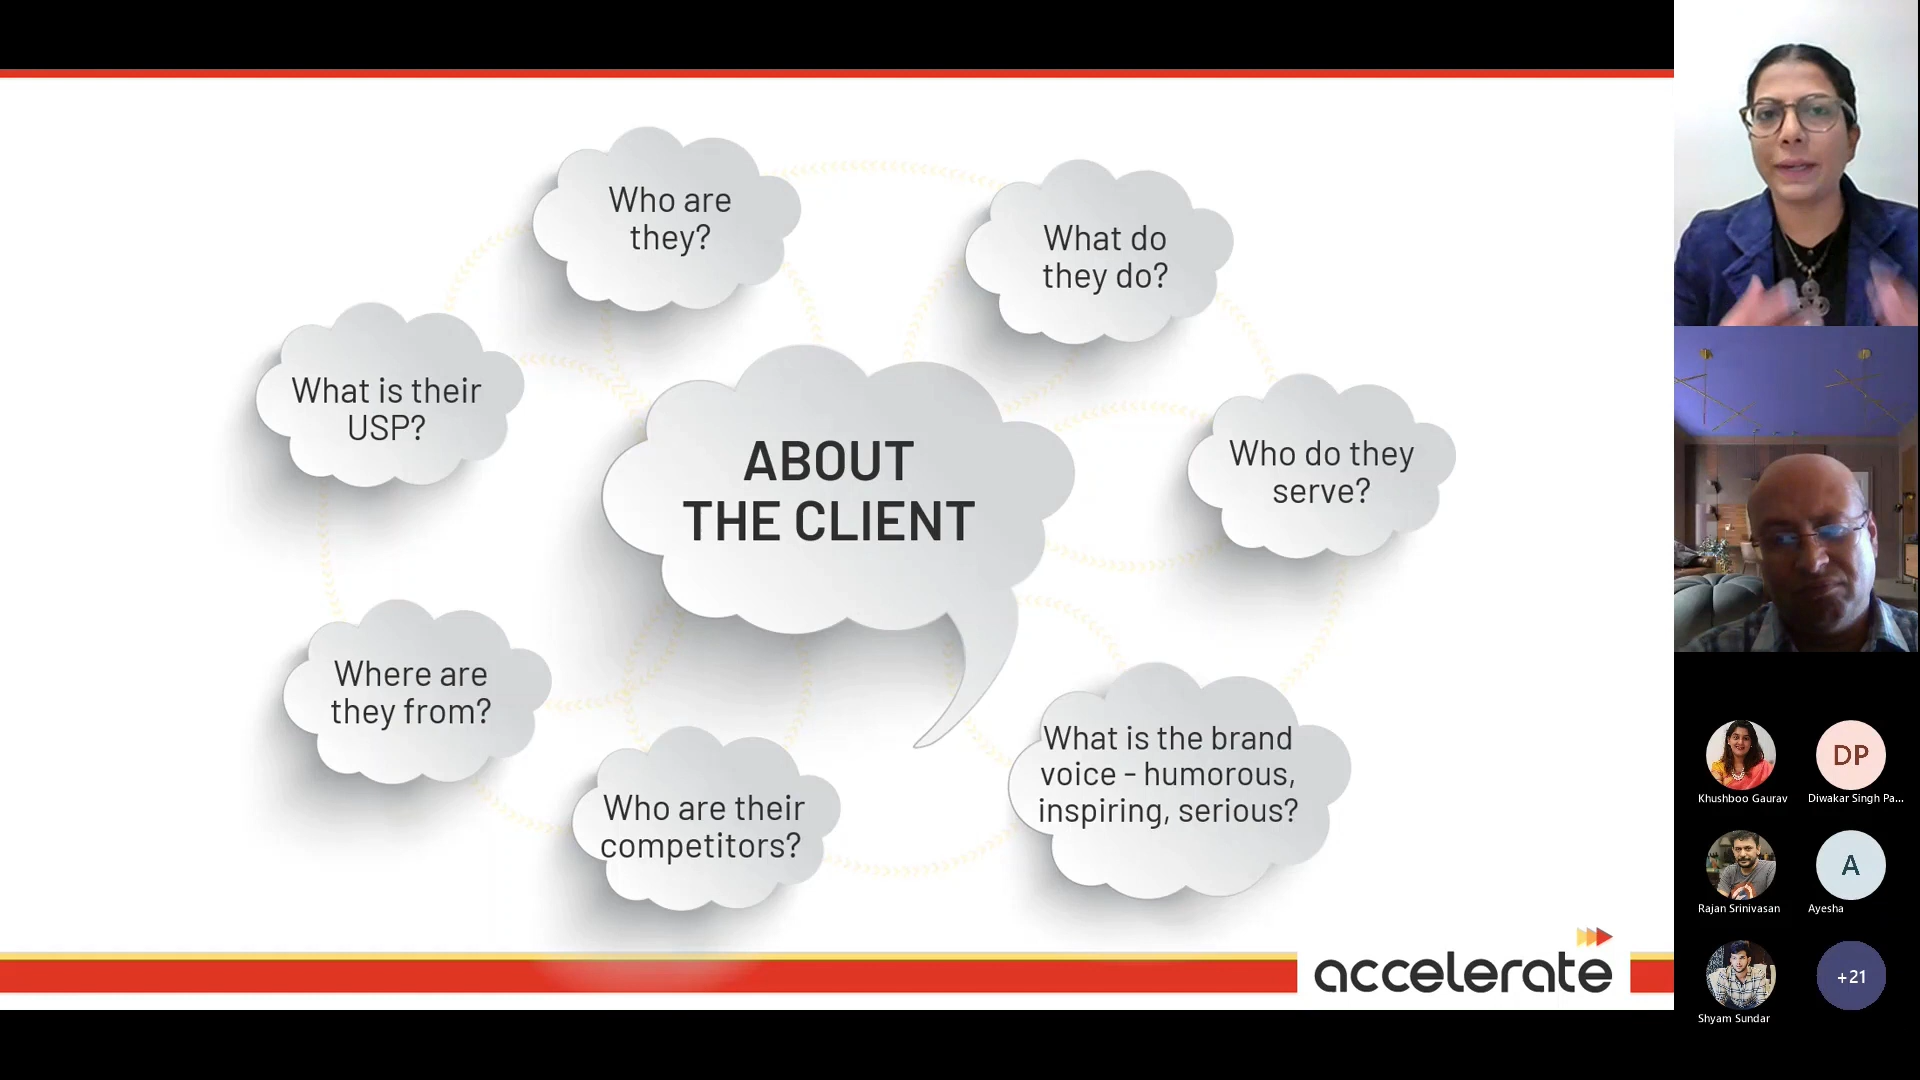 Who are
they?
What do
they do?
What is their
USP?
ABOUT
THE CLIENT
Who do they
serve?
Where are
they from?
Who are their
competitors?
What is the brand
voice - humorous,
inspiring, serious?
accelerate
DP
Khushboo Gaurav
Diwakar Singh Pa...
A
Rajan Srinivasan
Ayesha
+21
Shyam Sundar